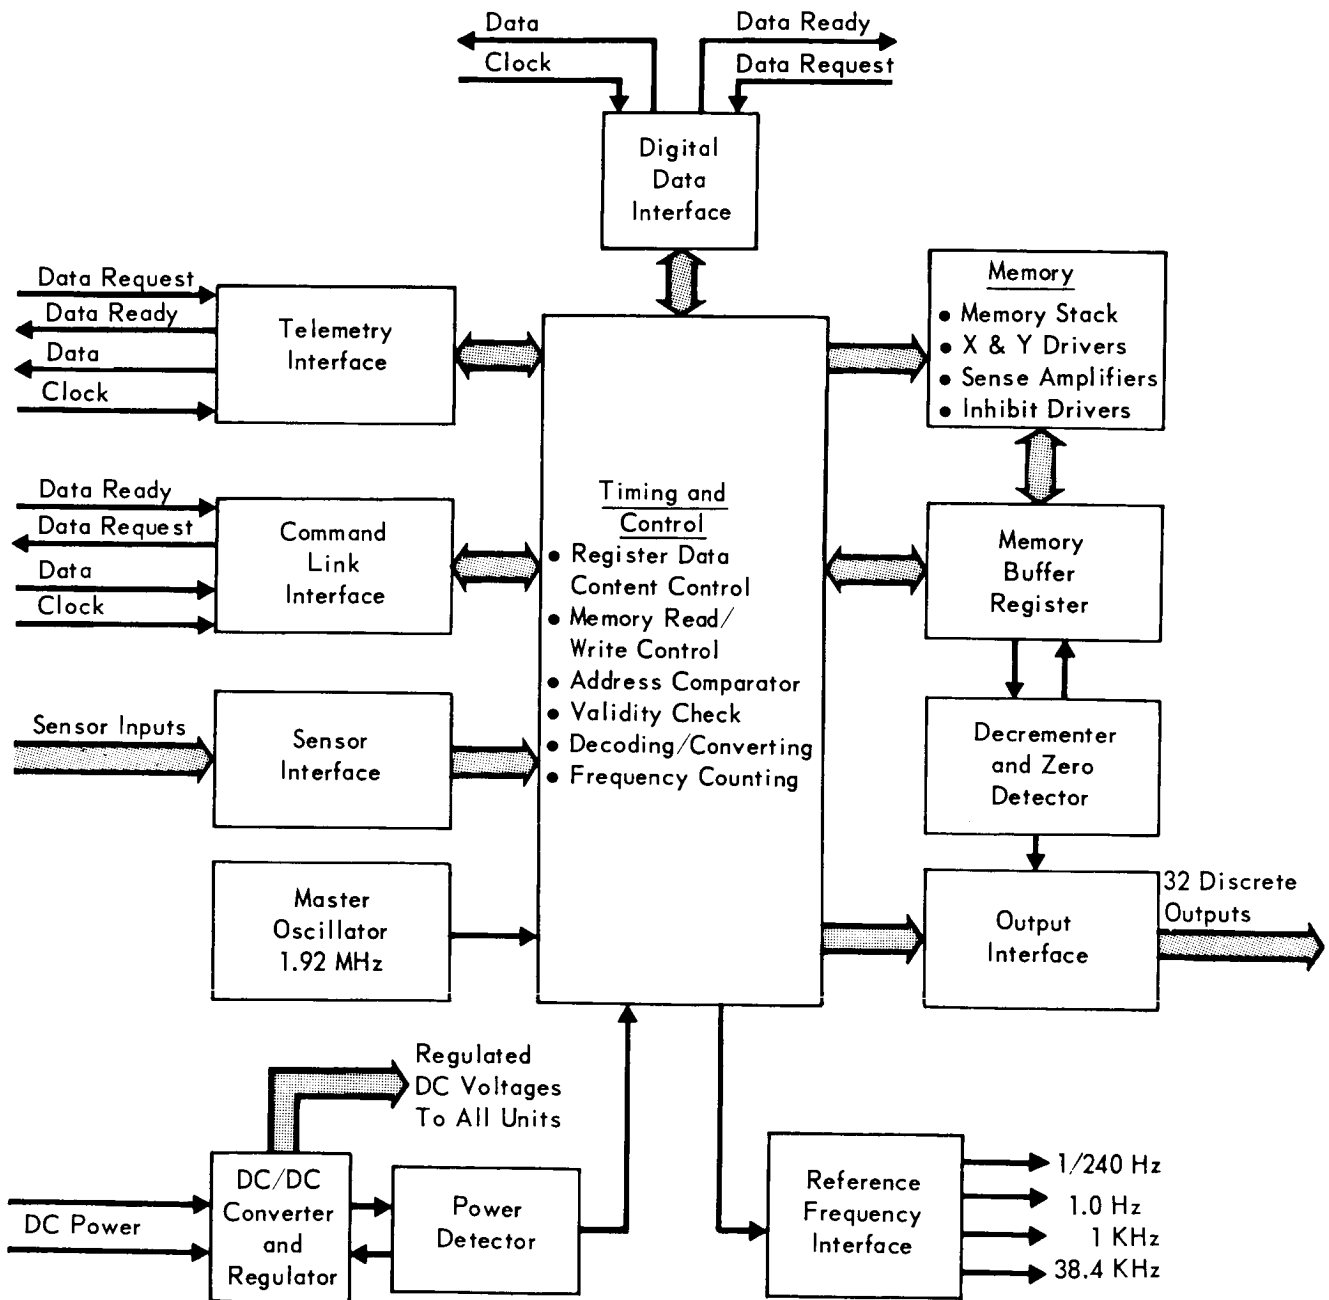 Data
Clock
Data Ready
Data Request
Digital
Data
Interface
Data Request
Data Ready
Data
Clock
Telemetry
Interface
Memory
• Memory Stack
• X & Y Drivers
• Sense Amplifiers
• Inhibit Drivers
Data Ready
Data Request
Data
Clock
Command
Link
Interface
Timing and
Control
• Register Data
Content Control
• Memory Read/
Write Control
• Address Comparator
• Validity Check
• Decoding/Converting
• Frequency Counting
Memory
Buffer
Register
Sensor Inputs
Sensor
Interface
Decrementer
and Zero
Detector
Master
Oscillator
1.92 MHz
Output
Interface
32 Discrete
Outputs
Regulated
DC Voltages
To All Units
DC Power
DC/DC
Converter
and
Regulator
Power
Detector
Reference
Frequency
Interface
1/240 Hz
1.0 Hz
1 KHz
38.4 KHz